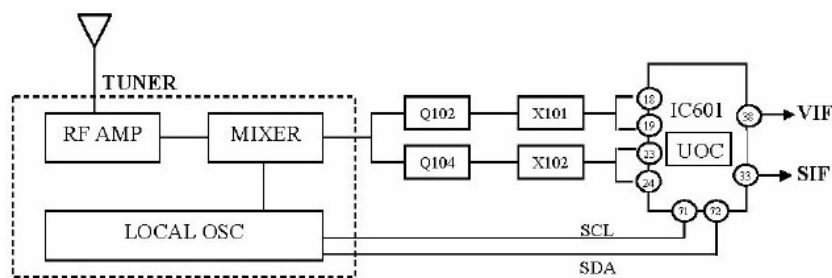 TUNER
RF AMP
MIXER
LOCAL OSC
Q102
X101
Q104
X102
18
19
23
24
IC601
UOC
38
VIF
33
SIF
71
72
SCL
SDA